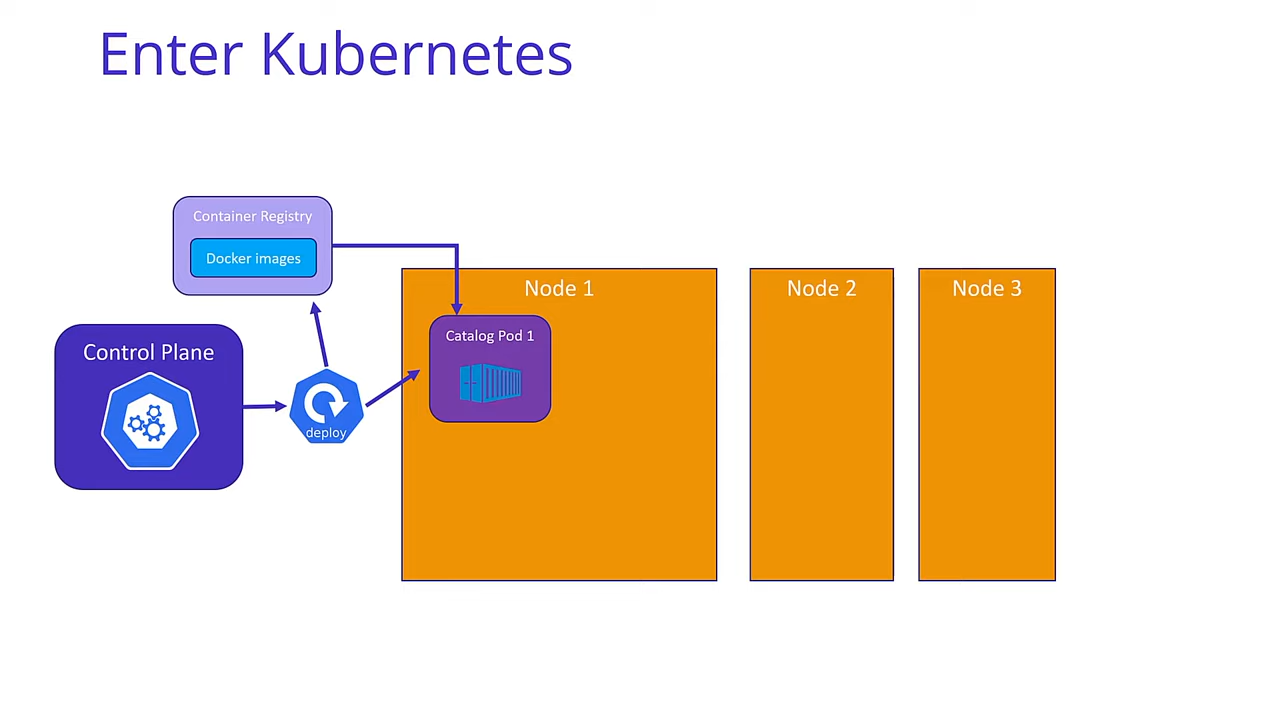 Enter Kubernetes
Container Registry
Docker images
Control Plane
deploy
Node 1
Catalog Pod 1
Node 2
Node 3